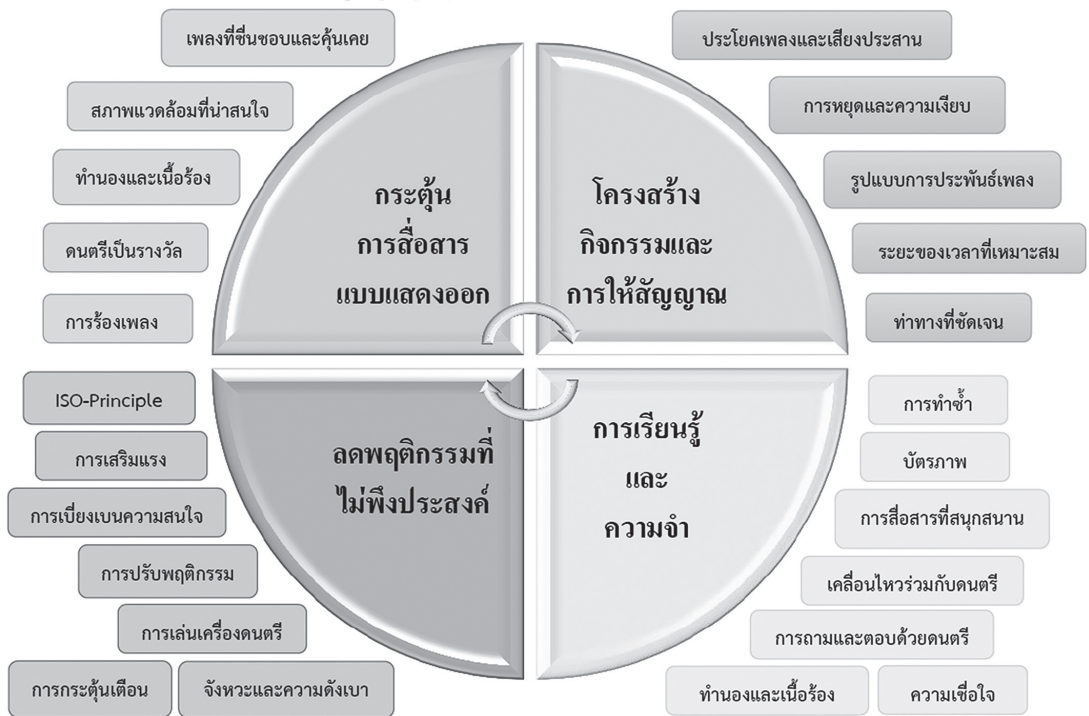 เพลงที่ชื่นชอบและคุ้นเคย
สภาพแวดล้อมที่น่าสนใจ
ทำนองและเนื้อร้อง
ดนตรีเป็นรางวัล
การร้องเพลง
กระตุ้น
การสื่อสาร
แบบแสดงออก
ประโยคเพลงและเสียงประสาน
การหยุดและความเงียบ
รูปแบบการประพันธ์เพลง
ระยะของเวลาที่เหมาะสม
ท่าทางที่ชัดเจน
โครงสร้าง
กิจกรรมและ
การให้สัญญาณ
ISO-Principle
การเสริมแรง
การเบี่ยงเบนความสนใจ
การปรับพฤติกรรม
การเล่นเครื่องดนตรี
การกระตุ้นเตือน
จังหวะและความดังเบา
ลดพฤติกรรมที่
ไม่พึงประสงค์
การเรียนรู้
และ
ความจำ
การทำซ้ำ
บัตรภาพ
การสื่อสารที่สนุกสนาน
เคลื่อนไหวร่วมกับดนตรี
การถามและตอบด้วยดนตรี
ทำนองและเนื้อร้อง
ความเชื่อใจ